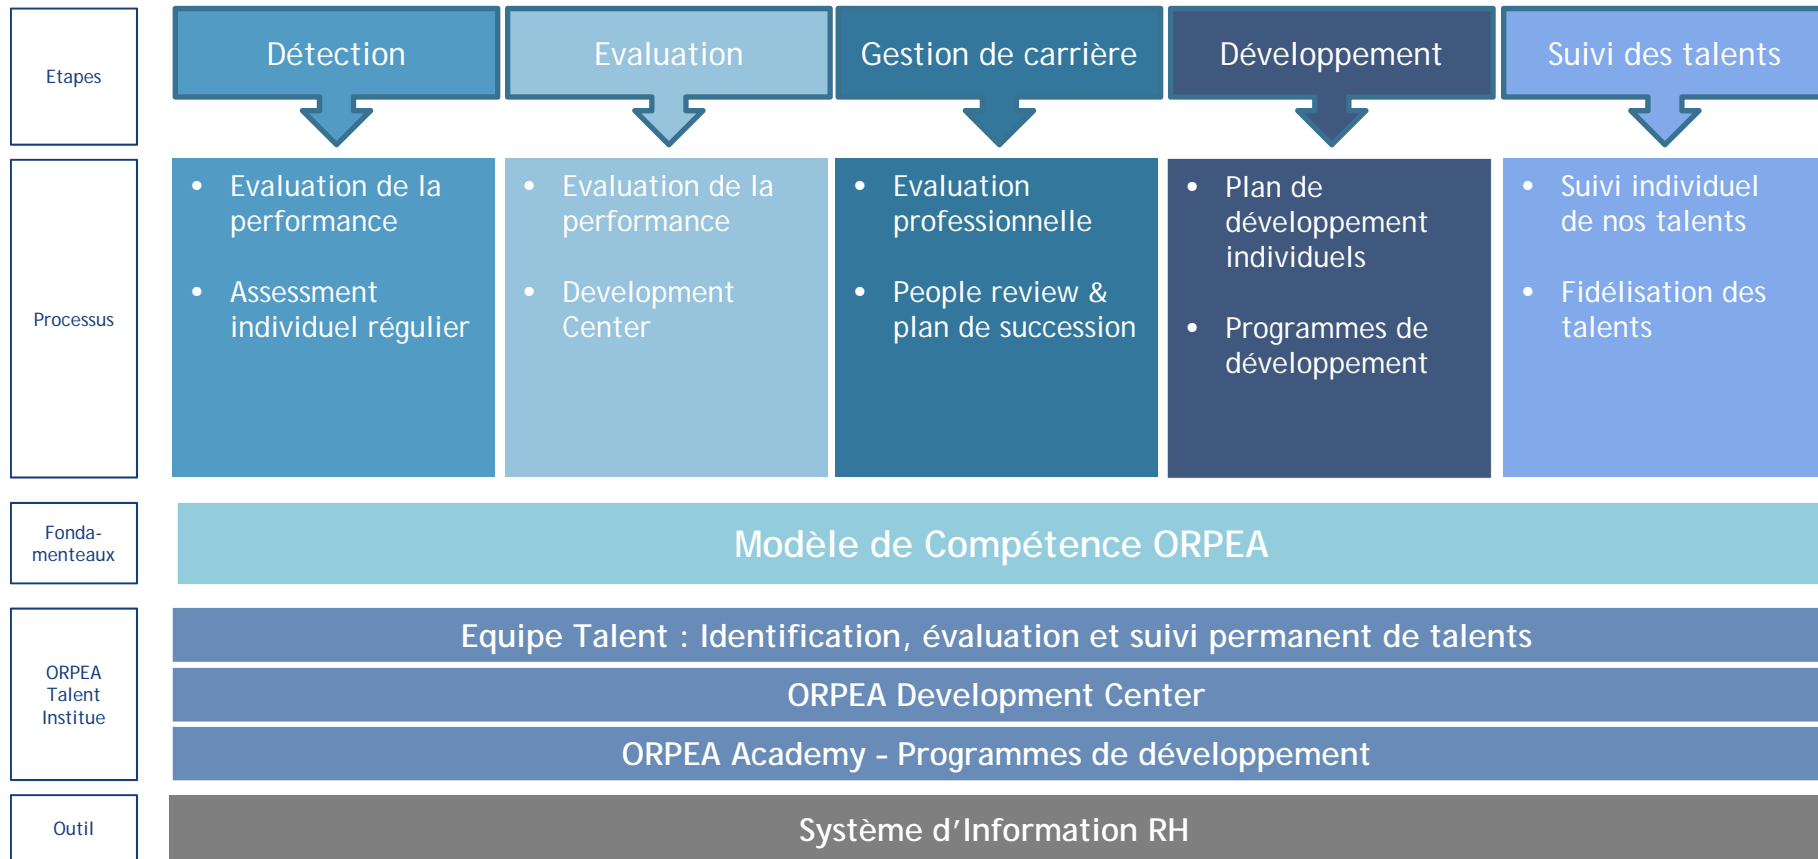 Etapes
Détection
Evaluation
Gestion de carrière
Développement
Suivi des talents
Processus
• Evaluation de la
performance
• Assessment
individuel régulier
• Evaluation de la
performance
• Development
Center
• Evaluation
professionnelle
• People review &
plan de succession
• Plan de
développement
individuels
• Programmes de
développement
• Suivi individuel
de nos talents
• Fidélisation des
talents
Fonda-
menteaux
Modèle de Compétence ORPEA
ORPEA
Talent
Institue
Equipe Talent : Identification, évaluation et suivi permanent de talents
ORPEA Development Center
ORPEA Academy - Programmes de développement
Outil
Système d’Information RH